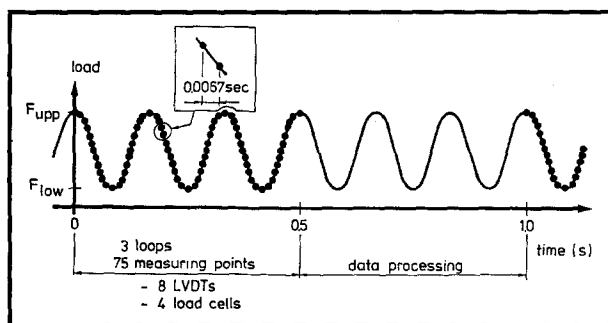 load
0,0067sec
Fupp
Flow
0
0,5
1,0
time (s)
3 loops
75 measuring points
data processing
- 8 LVDTs
- 4 load cells